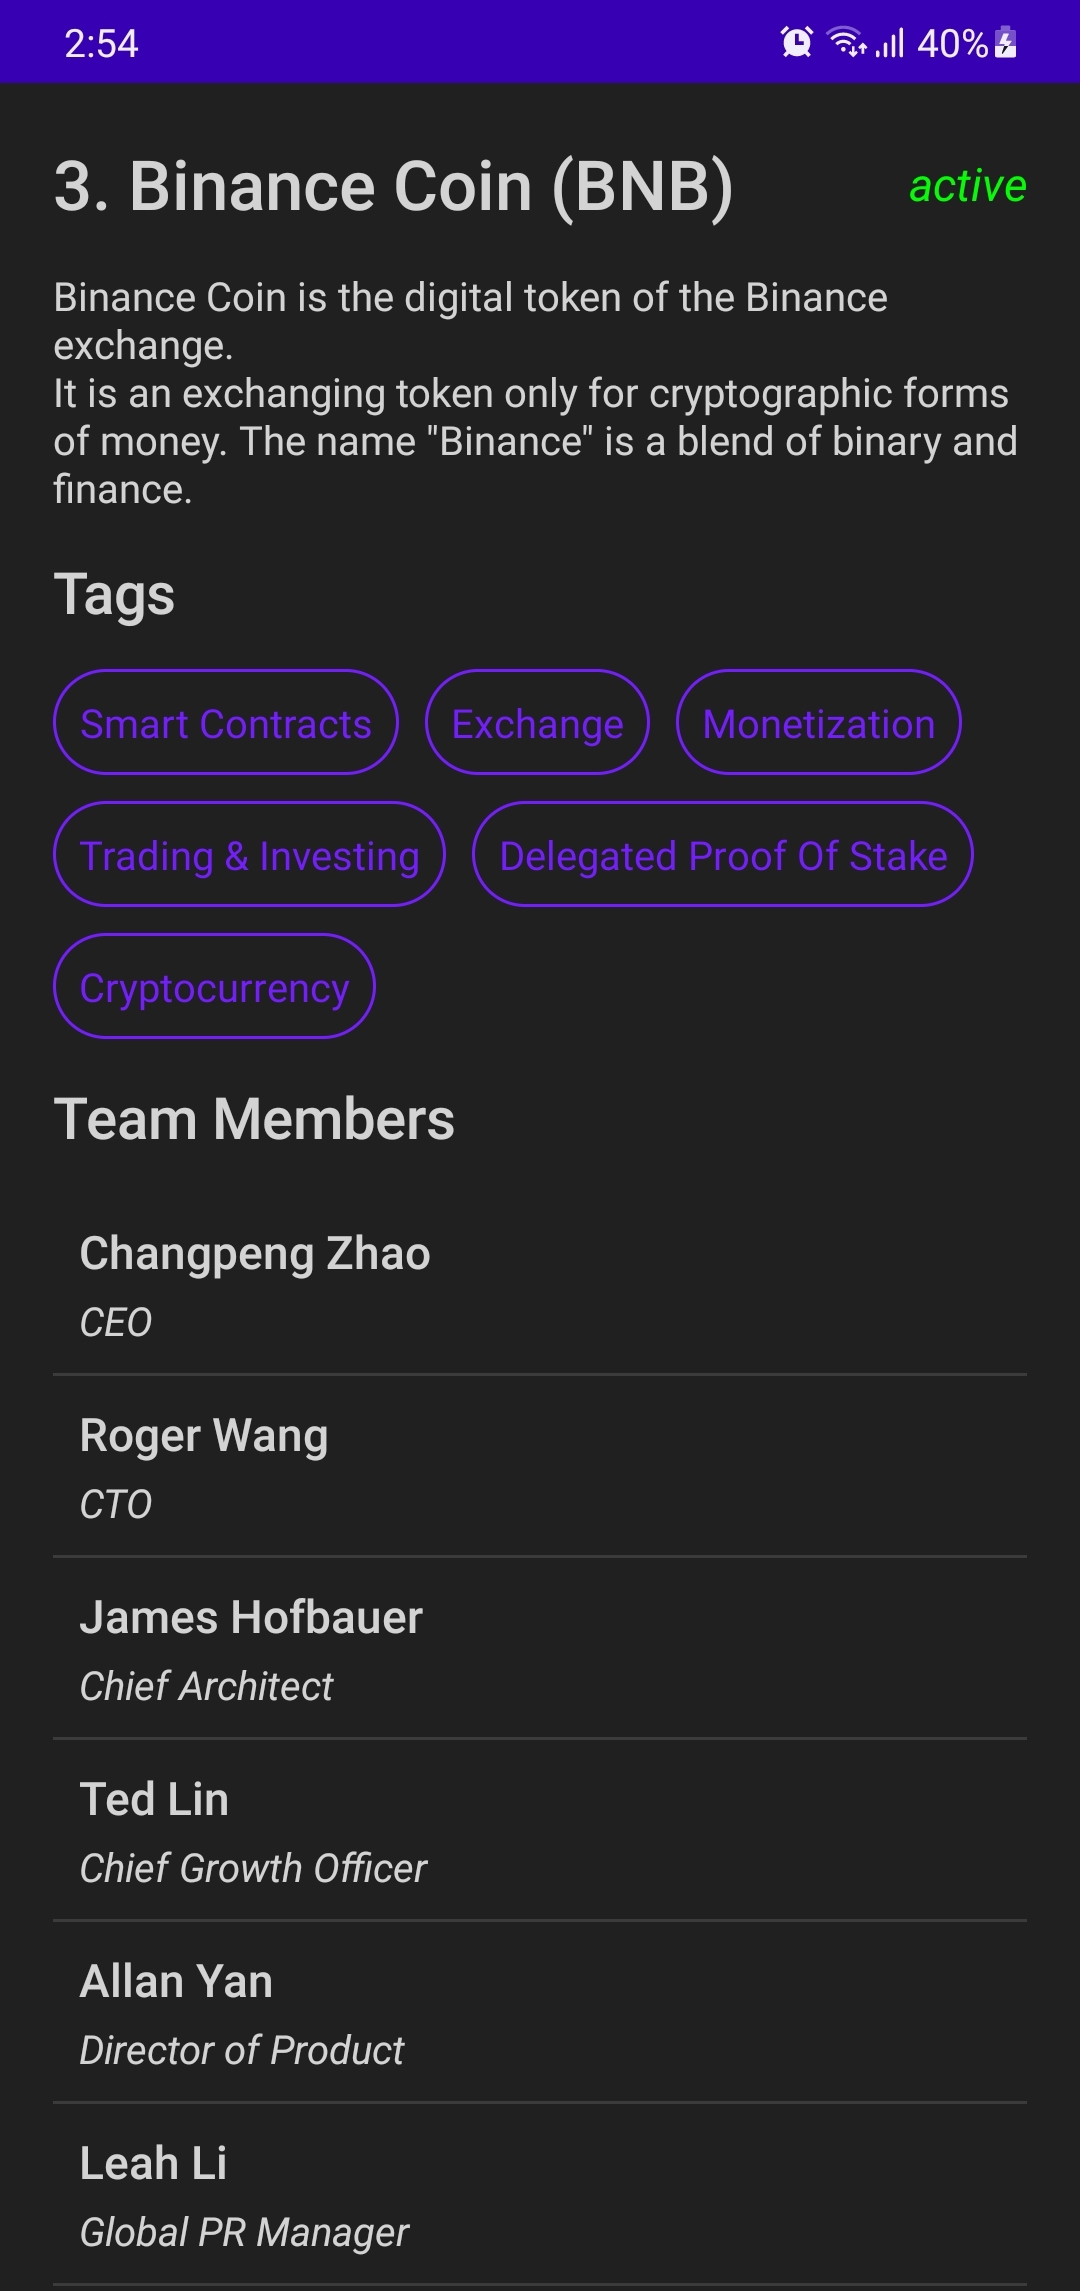 2:54
40%
3. Binance Coin (BNB)
active
Binance Coin is the digital token of the Binance
exchange.
It is an exchanging token only for cryptographic forms
of money. The name "Binance" is a blend of binary and
finance.
Tags
Smart Contracts
Exchange
Monetization
Trading & Investing
Delegated Proof Of Stake
Cryptocurrency
Team Members
Changpeng Zhao
CEO
Roger Wang
CTO
James Hofbauer
Chief Architect
Ted Lin
Chief Growth Officer
Allan Yan
Director of Product
Leah Li
Global PR Manager